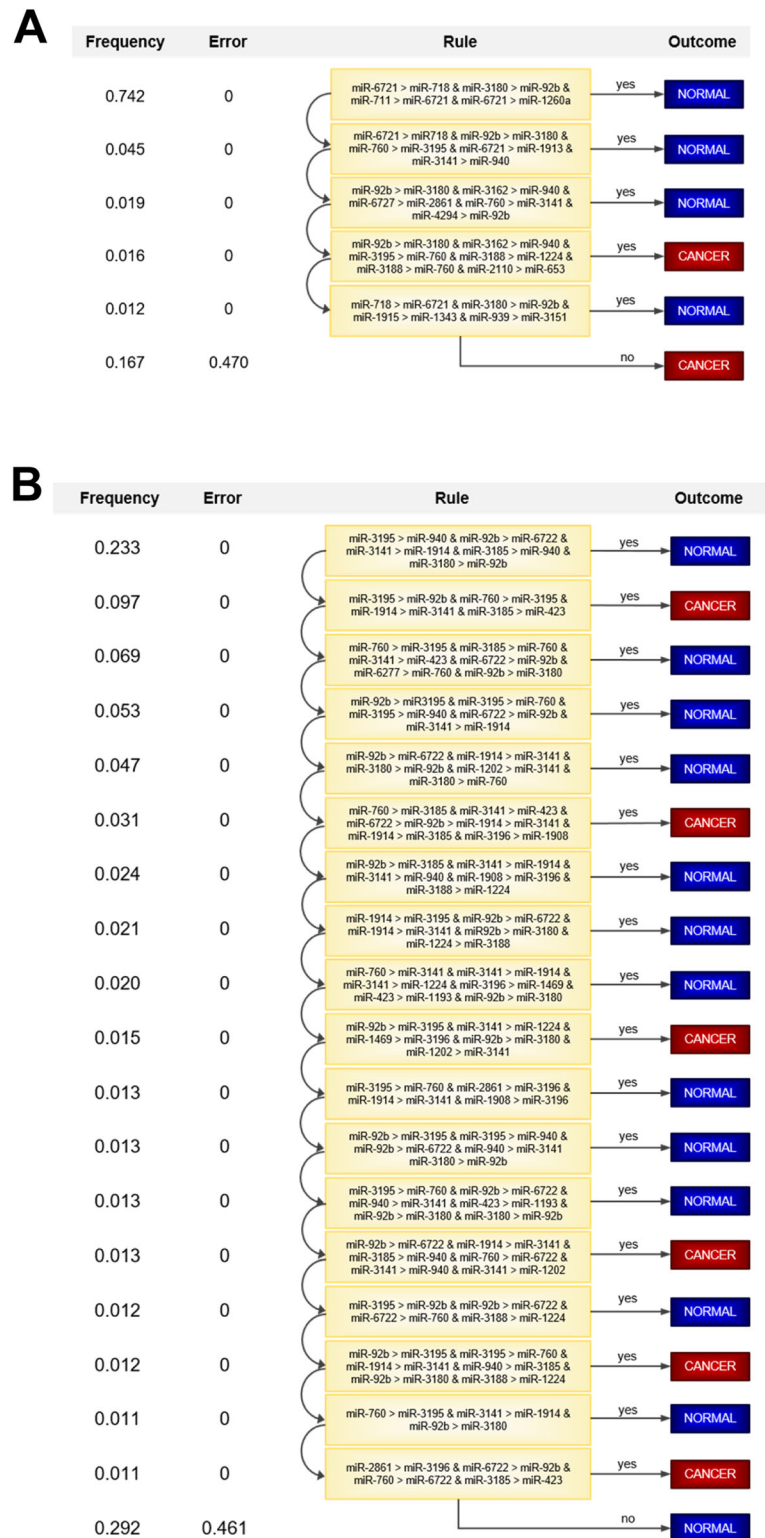 A
Frequency Error Rule Outcome
0.742 0
miR-6721 > miR-718 & miR-3180 > miR-92b &
miR-711 > miR-6721 & miR-6721 > miR-1260a
yes NORMAL
0.045 0
miR-6721 > miR718 & miR-92b > miR-3180 &
miR-760 > miR-3195 & miR-6721 > miR-1913 &
miR-3141 > miR-940
yes NORMAL
0.019 0
miR-92b > miR-3180 & miR-3162 > miR-940 &
miR-6727 > miR-2861 & miR-760 > miR-3141 &
miR-4294 > miR-92b
yes NORMAL
0.016 0
miR-92b > miR-3180 & miR-3162 > miR-940 &
miR-3195 > miR-760 & miR-3188 > miR-1224 &
miR-3188 > miR-760 & miR-2110 > miR-653
yes CANCER
0.012 0
miR-718 > miR-6721 & miR-3180 > miR-92b &
miR-1915 > miR-1343 & miR-939 > miR-3151
yes NORMAL
0.167 0.470
no CANCER
B
Frequency Error Rule Outcome
0.233 0
miR-3195 > miR-940 & miR-92b > miR-6722 &
miR-3141 > miR-1914 & miR-3185 > miR-940 &
miR-3180 > miR-92b
yes NORMAL
0.097 0
miR-3195 > miR-92b & miR-760 > miR-3195 &
miR-1914 > miR-3141 & miR-3185 > miR-423
yes CANCER
0.069 0
miR-760 > miR-3195 & miR-3185 > miR-760 &
miR-3141 > miR-423 & miR-6722 > miR-92b &
miR-6277 > miR-760 & miR-92b > miR-3180
yes NORMAL
0.053 0
miR-92b > miR3195 & miR-3195 > miR-760 &
miR-3195 > miR-940 & miR-6722 > miR-92b &
miR-3141 > miR-1914
yes NORMAL
0.047 0
miR-92b > miR-6722 & miR-1914 > miR-3141 &
miR-3180 > miR-92b & miR-1202 > miR-3141 &
miR-3180 > miR-760
yes NORMAL
0.031 0
miR-760 > miR-3185 & miR-3141 > miR-423 &
miR-6722 > miR-92b > miR-1914 > miR-3141 &
miR-1914 > miR-3185 & miR-3196 > miR-1908
yes CANCER
0.024 0
miR-92b > miR-3185 & miR-3141 > miR-1914 &
miR-3141 > miR-940 & miR-1908 > miR-3196 &
miR-3188 > miR-1224
yes NORMAL
0.021 0
miR-1914 > miR-3195 & miR-92b > miR-6722 &
miR-1914 > miR-3141 & miR92b > miR-3180 &
miR-1224 > miR-3188
yes NORMAL
0.020 0
miR-760 > miR-3141 & miR-3141 > miR-1914 &
miR-3141 > miR-1224 & miR-3196 > miR-1469 &
miR-423 > miR-1193 & miR-92b > miR-3180
yes NORMAL
0.015 0
miR-92b > miR-3195 & miR-3141 > miR-1224 &
miR-1469 > miR-3196 & miR-92b > miR-3180 &
miR-1202 > miR-3141
yes CANCER
0.013 0
miR-3195 > miR-760 & miR-2861 > miR-3196 &
miR-1914 > miR-3141 & miR-1908 > miR-3196
yes NORMAL
0.013 0
miR-92b > miR-3195 & miR-3195 > miR-940 &
miR-92b > miR-6722 & miR-940 > miR-3141
miR-3180 > miR-92b
yes NORMAL
0.013 0
miR-3195 > miR-760 & miR-92b > miR-6722 &
miR-940 > miR-3141 & miR-423 > miR-1193 &
miR-92b > miR-3180 & miR-3180 > miR-92b
yes NORMAL
0.013 0
miR-92b > miR-6722 & miR-1914 > miR-3141 &
miR-3185 > miR-940 & miR-760 > miR-6722 &
miR-3141 > miR-940 & miR-3141 > miR-1202
yes CANCER
0.012 0
miR-3195 > miR-92b & miR-92b > miR-6722 &
miR-6722 > miR-760 & miR-3188 > miR-1224
yes NORMAL
0.012 0
miR-92b > miR-3195 & miR-3195 > miR-760 &
miR-1914 > miR-3141 & miR-940 > miR-3185 &
miR-92b > miR-3180 & miR-3188 > miR-1224
yes CANCER
0.011 0
miR-760 > miR-3195 & miR-3141 > miR-1914 &
miR-92b > miR-3180
yes NORMAL
0.011 0
miR-2861 > miR-3196 & miR-6722 > miR-92b &
miR-760 > miR-6722 & miR-3185 > miR-423
yes CANCER
0.292 0.461
no NORMAL